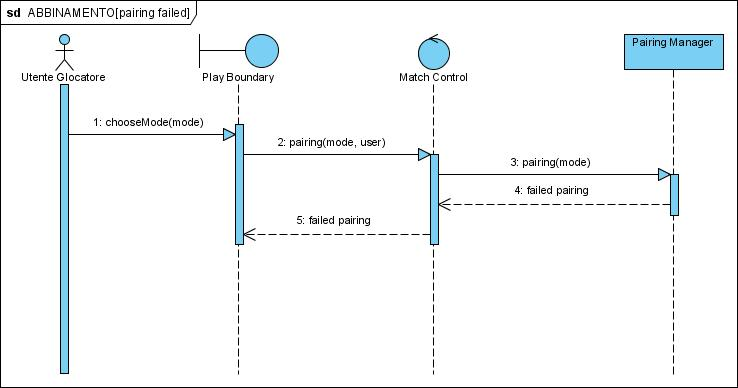 sd ABBINAMENTO[pairing failed]
Utente GIocatore
Play Boundary
Match Control
Pairing Manager
1: chooseMode(mode)
2: pairing(mode, user)
3: pairing(mode)
4: failed pairing
5: failed pairing